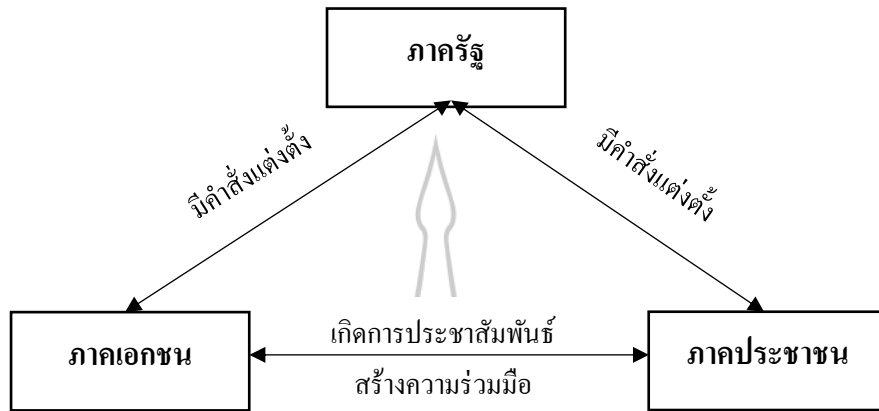 ภาครัฐ
มีคำสั่งแต่งตั้ง
มีคำสั่งแต่งตั้ง
ภาคเอกชน
เกิดการประชาสัมพันธ์
สร้างความร่วมมือ
ภาคประชาชน